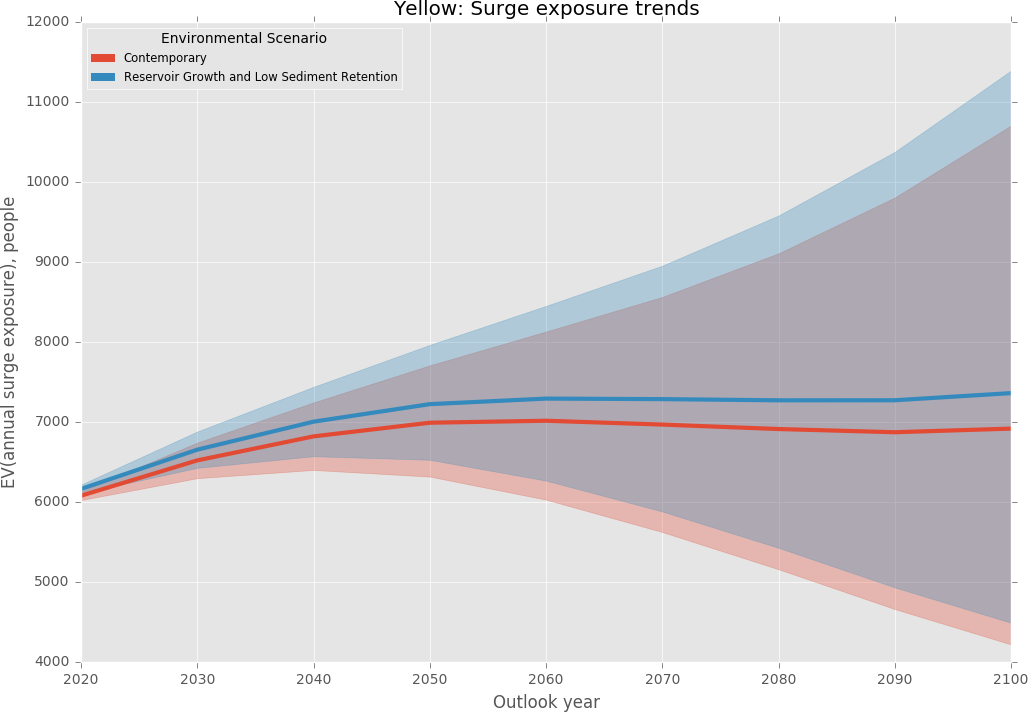 Yellow: Surge exposure trends
12000
11000
10000
9000
8000
7000
6000
5000
4000
EV(annual surge exposure), people
Environmental Scenario
Contemporary
Reservoir Growth and Low Sediment Retention
2020 2030 2040 2050 2060 2070 2080 2090 2100
Outlook year